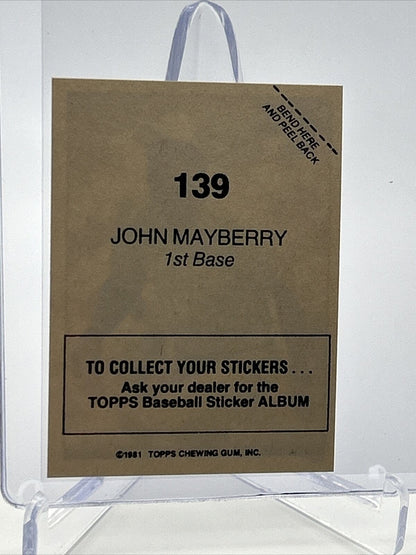 BEND HERE
AND PEEL BACK
139
JOHN MAYBERRY
1st Base
TO COLLECT YOUR STICKERS...
Ask your dealer for the
TOPPS Baseball Sticker ALBUM
©1981 TOPPS CHEWING GUM, INC.